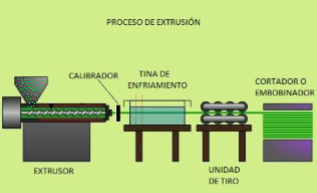 PROCESO DE EXTRUSIÓN
CALIBRADOR
TINA DE
ENFRIAMIENTO
CORTADOR O
EMBOBINADOR
EXTRUSOR
UNIDAD
DE TIRO